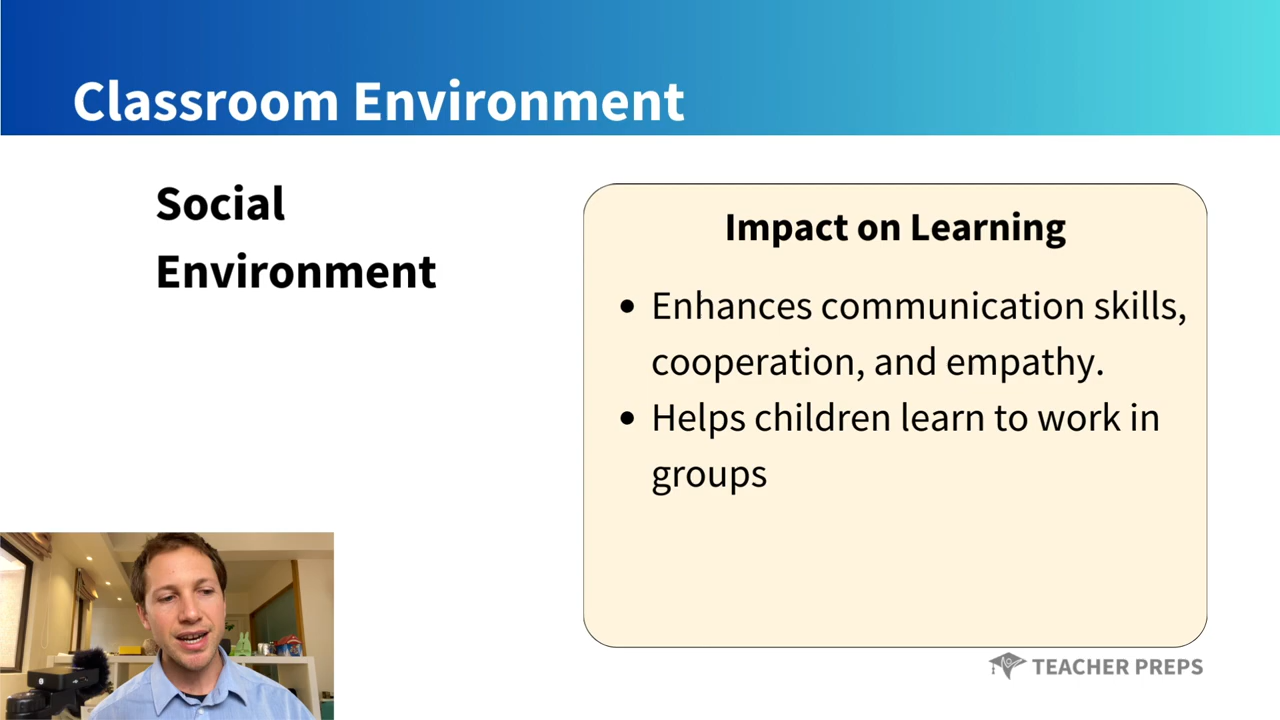 Classroom Environment
Social
Environment
Impact on Learning
• Enhances communication skills,
cooperation, and empathy.
• Helps children learn to work in
groups
TEACHER PREPS